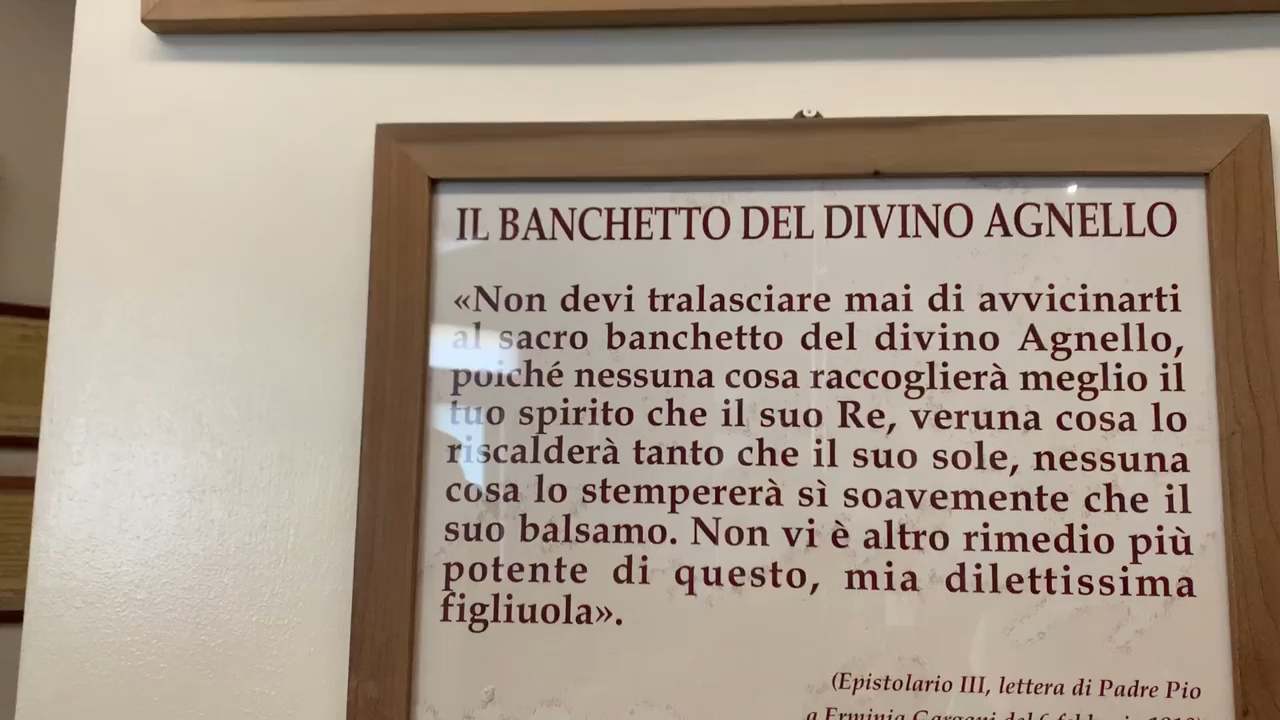 IL BANCHETTO DEL DIVINO AGNELLO
«Non devi tralasciare mai di avvicinarti
al sacro banchetto del divino Agnello,
poiché nessuna cosa raccoglierà meglio il
tuo spirito che il suo Re, veruna cosa lo
riscalderà tanto che il suo sole, nessuna
cosa lo stempererà sì soavemente che il
suo balsamo. Non vi è altro rimedio più
potente di questo, mia dilettissima
figliuola».
(Epistolario III, lettera di Padre Pio
a Erminia Gargani del